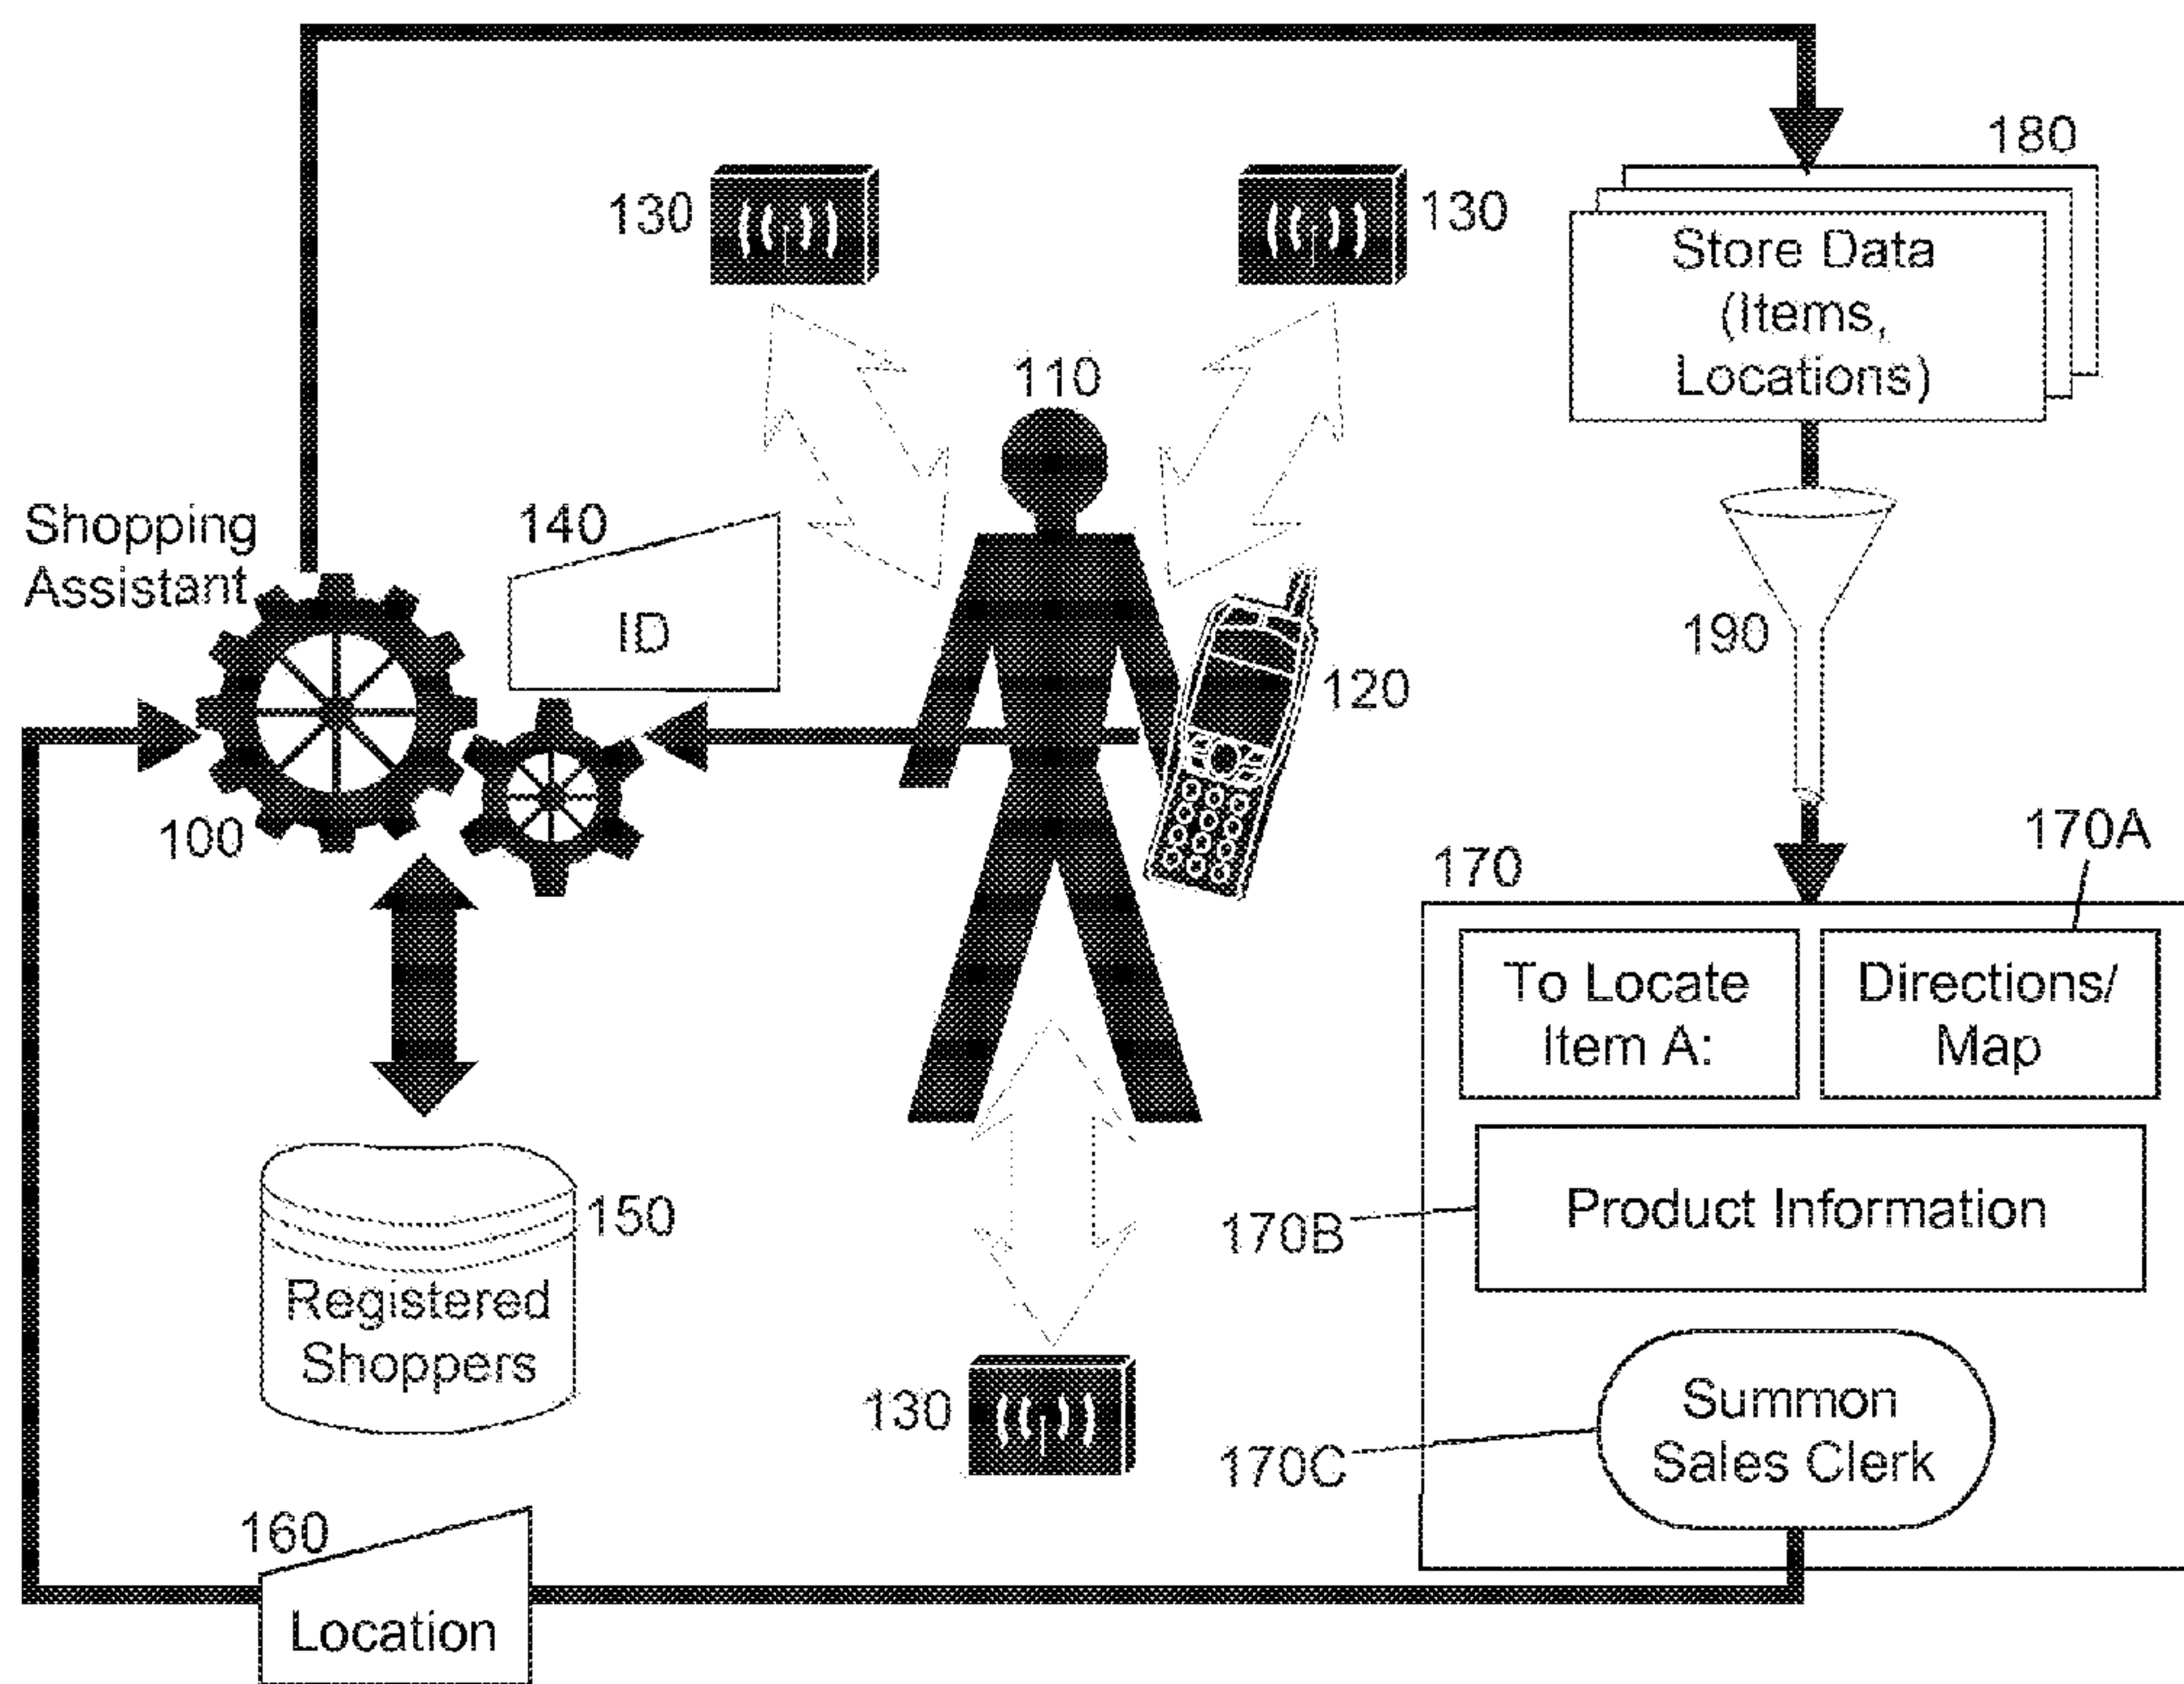 180
130
130
Store Data
(Items,
Locations)
110
Shopping
Assistant
140
ID
190
120
100
170A
170
To Locate
Item A:
Directions/
Map
150
170B
Product Information
Registered
Shoppers
130
Summon
Sales Clerk
170C
160
Location